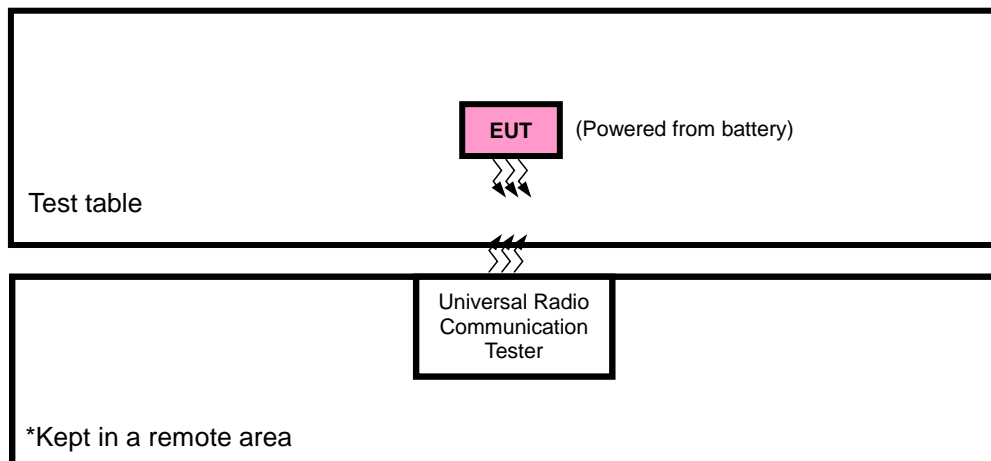 EUT
(Powered from battery)
Test table
Universal Radio
Communication
Tester
*Kept in a remote area